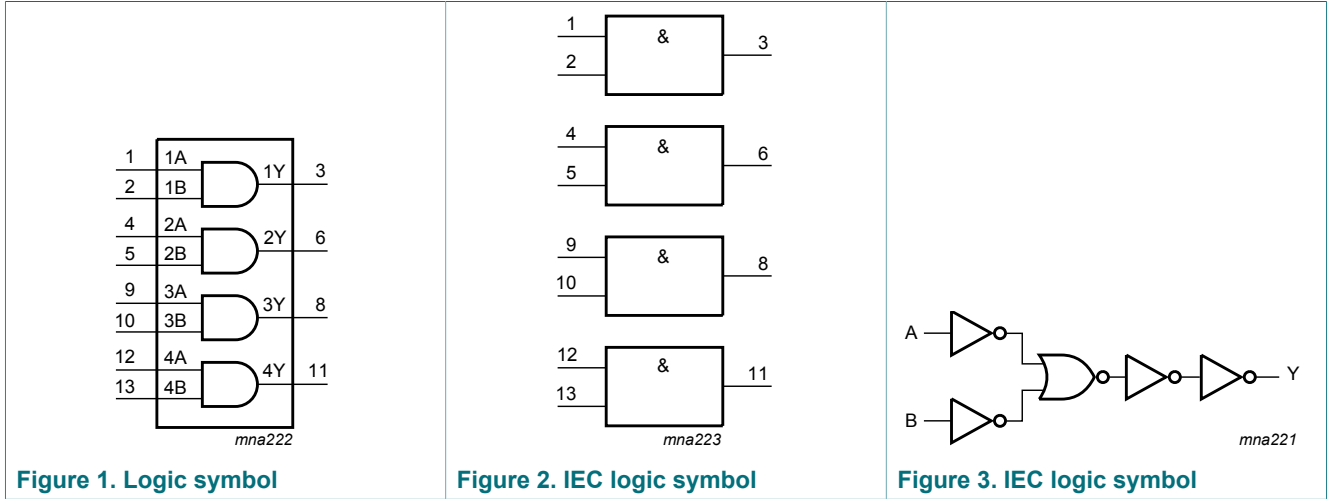 1 1A 1Y 3
2 1B
4 2A 2Y 6
5 2B
9 3A 3Y 8
10 3B
12 4A 4Y 11
13 4B
mna222
Figure 1. Logic symbol
1 & 3
2
4 & 6
5
9 & 8
10
12 & 11
13
mna223
Figure 2. IEC logic symbol
A
Y
B
mna221
Figure 3. IEC logic symbol